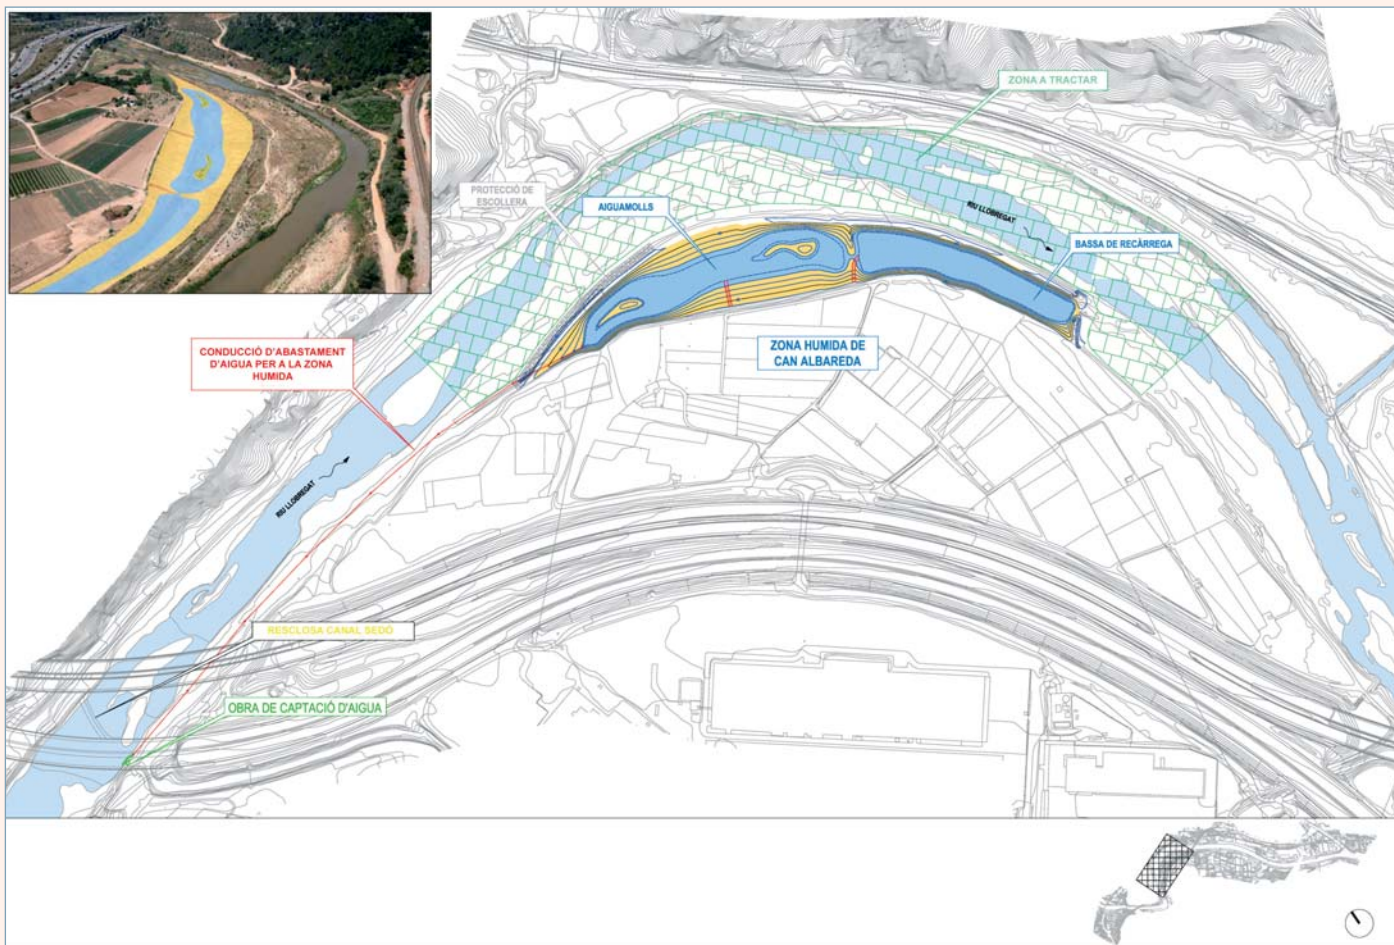 ZONA A TRACTAR
PROTECCIÓ DE
ESCOLLERA
AIGUAMOLLS
RIU LLOBREGAT
BASSA DE RECÀRREGA
ZONA HUMIDA DE
CAN ALBAREDA
CONDUCCIÓ D'ABASTAMENT
D'AIGUA PER A LA ZONA
HUMIDA
RIU LLOBREGAT
RESCLOSA CANAL SEDÓ
OBRA DE CAPTACIÓ D'AIGUA